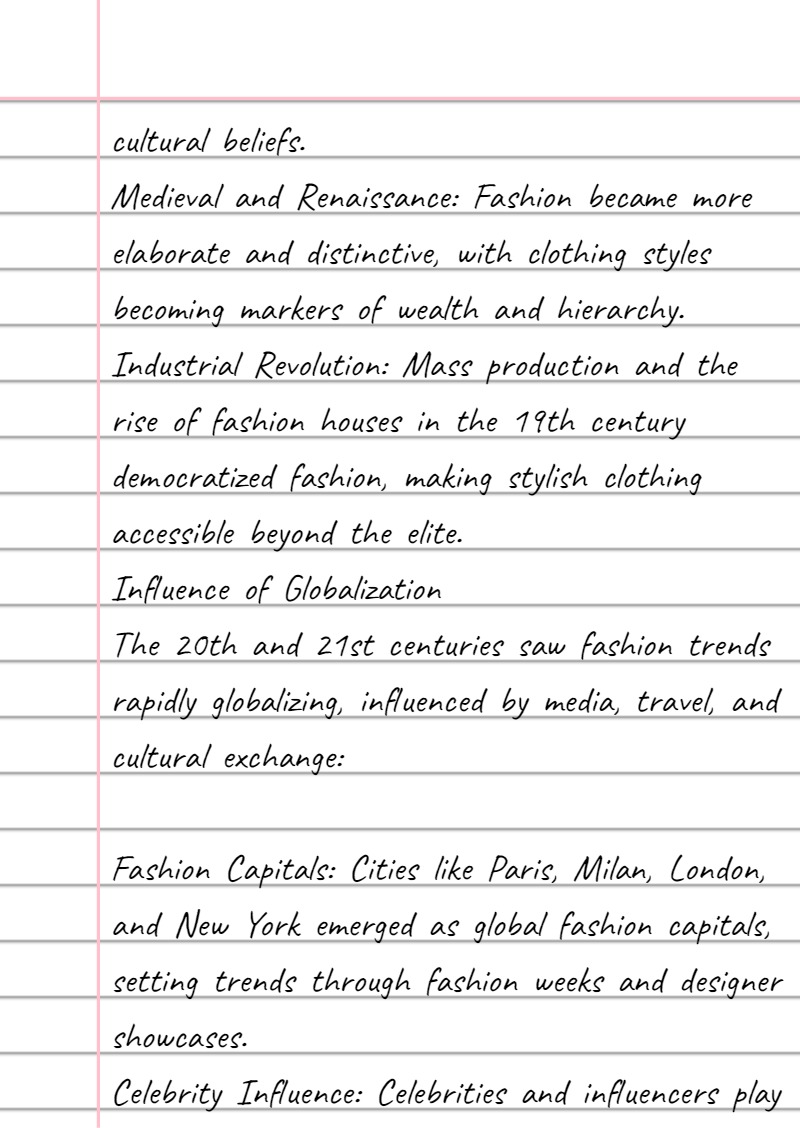 cultural beliefs.
Medieval and Renaissance: Fashion became more
elaborate and distinctive, with clothing styles
becoming markers of wealth and hierarchy.
Industrial Revolution: Mass production and the
rise of fashion houses in the 19th century
democratized fashion, making stylish clothing
accessible beyond the elite.
Influence of Globalization
The 20th and 21st centuries saw fashion trends
rapidly globalizing, influenced by media, travel, and
cultural exchange:
Fashion Capitals: Cities like Paris, Milan, London,
and New York emerged as global fashion capitals,
setting trends through fashion weeks and designer
showcases.
Celebrity Influence: Celebrities and influencers play